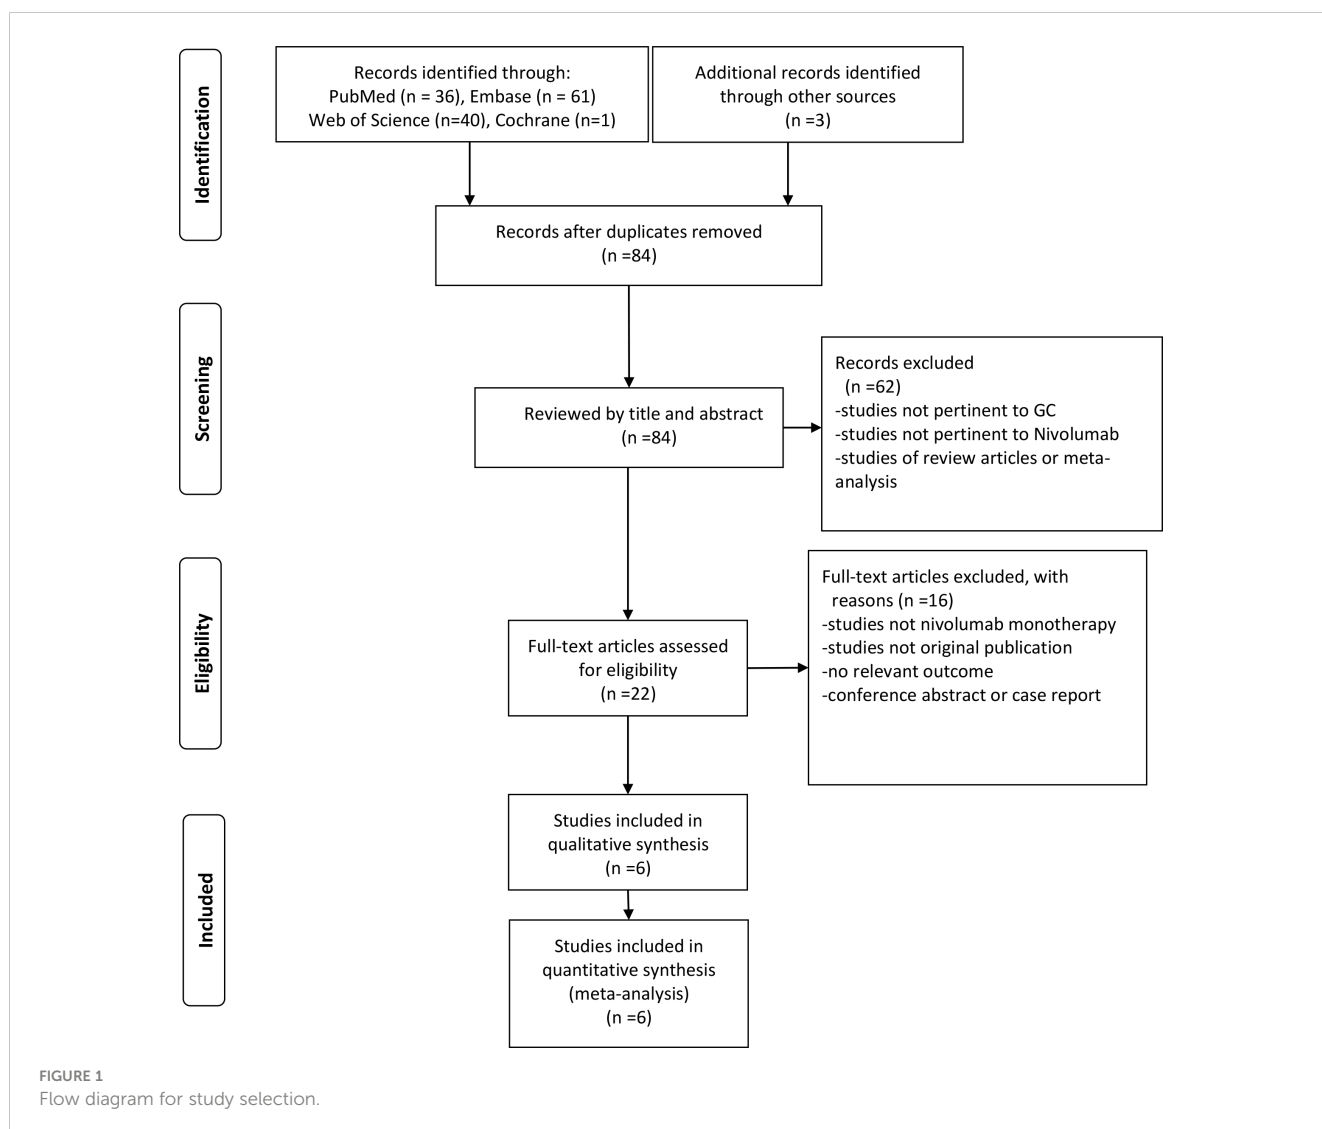 Identification
Records identified through:
PubMed (n = 36), Embase (n = 61)
Web of Science (n=40), Cochrane (n=1)
Additional records identified
through other sources
(n =3)
Records after duplicates removed
(n =84)
Screening
Reviewed by title and abstract
(n =84)
Records excluded
(n =62)
-studies not pertinent to GC
-studies not pertinent to Nivolumab
-studies of review articles or meta-
analysis
Eligibility
Full-text articles assessed
for eligibility
(n =22)
Full-text articles excluded, with
reasons (n =16)
-studies not nivolumab monotherapy
-studies not original publication
-no relevant outcome
-conference abstract or case report
Included
Studies included in
qualitative synthesis
(n =6)
Studies included in
quantitative synthesis
(meta-analysis)
(n =6)
FIGURE 1
Flow diagram for study selection.